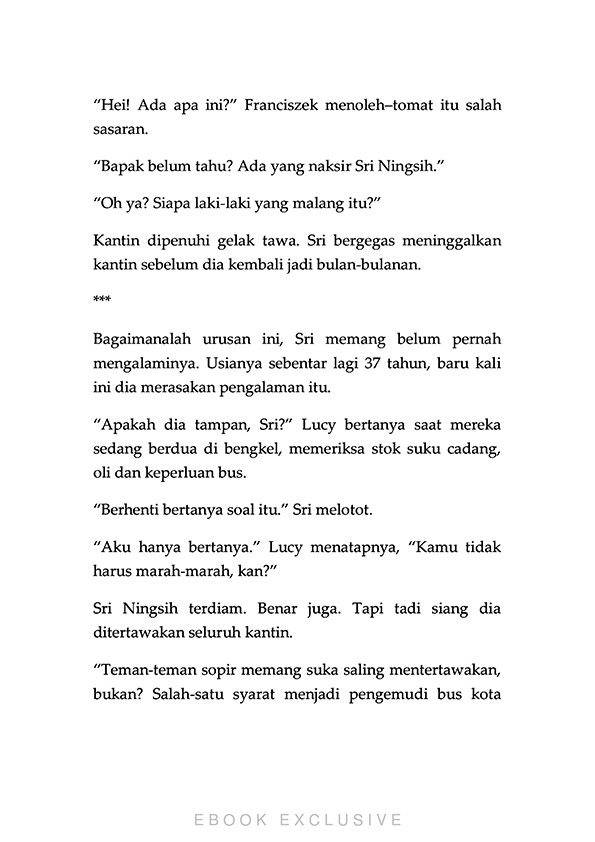 “Hei! Ada apa ini?” Franciszek menoleh–tomat itu salah
sasaran.
“Bapak belum tahu? Ada yang naksir Sri Ningsih.”
“Oh ya? Siapa laki-laki yang malang itu?”
Kantin dipenuhi gelak tawa. Sri bergegas meninggalkan
kantin sebelum dia kembali jadi bulan-bulanan.
***
Bagaimanalah urusan ini, Sri memang belum pernah
mengalaminya. Usianya sebentar lagi 37 tahun, baru kali
ini dia merasakan pengalaman itu.
“Apakah dia tampan, Sri?” Lucy bertanya saat mereka
sedang berdua di bengkel, memeriksa stok suku cadang,
oli dan keperluan bus.
“Berhenti bertanya soal itu.” Sri melotot.
“Aku hanya bertanya.” Lucy menatapnya, “Kamu tidak
harus marah-marah, kan?”
Sri Ningsih terdiam. Benar juga. Tapi tadi siang dia
ditertawakan seluruh kantin.
“Teman-teman sopir memang suka saling mentertawakan,
bukan? Salah-satu syarat menjadi pengemudi bus kota
EBOOK EXCLUSIVE